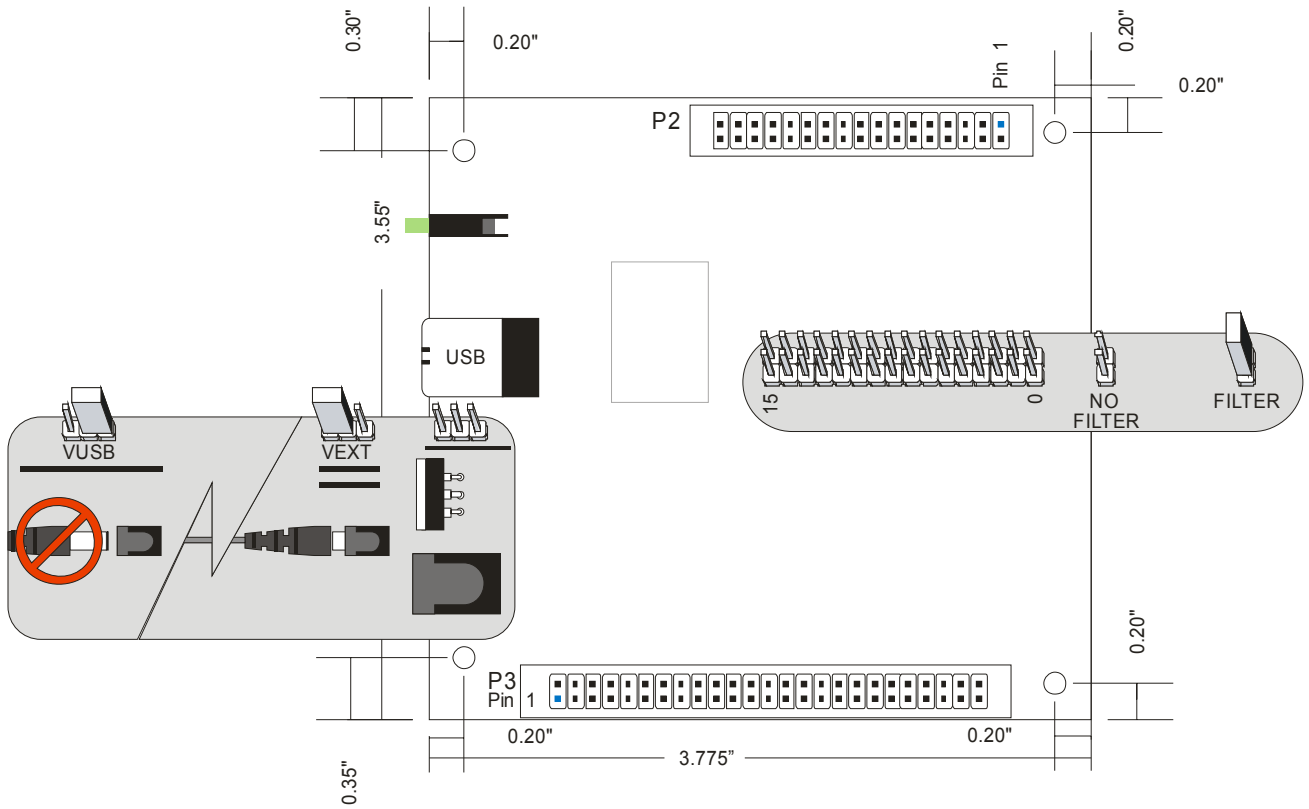 0.30"
0.20"
Pin 1
0.20"
0.20"
P2
3.55"
USB
15
0
NO
FILTER
FILTER
VUSB
VEXT
0.20"
P3
Pin 1
0.20"
0.20"
3.775”
0.35"